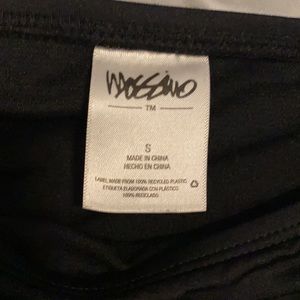 mossimo
TM
S
MADE IN CHINA
HECHO EN CHINA
LABEL MADE FROM 100% RECYCLED PLASTIC
ETIQUETA ELABORADA CON PLÁSTICO
100% RECICLADO